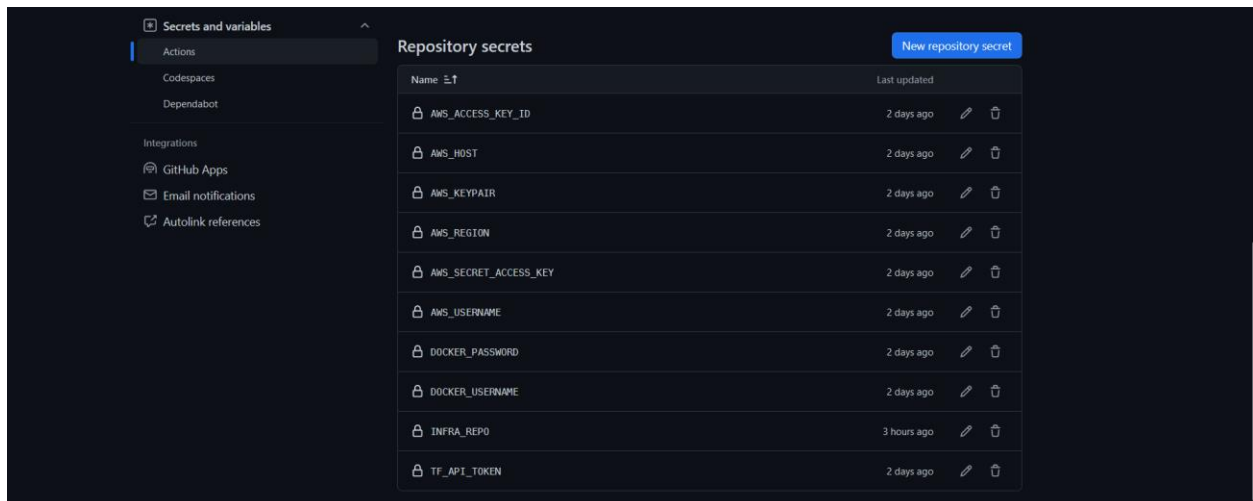 Secrets and variables
Actions
Codespaces
Dependabot
Integrations
GitHub Apps
Email notifications
Autolink references
Repository secrets
New repository secret
Name Last updated
AWS_ACCESS_KEY_ID 2 days ago
AWS_HOST 2 days ago
AWS_KEYPAIR 2 days ago
AWS_REGION 2 days ago
AWS_SECRET_ACCESS_KEY 2 days ago
AWS_USERNAME 2 days ago
DOCKER_PASSWORD 2 days ago
DOCKER_USERNAME 2 days ago
INFRA_REPO 3 hours ago
TF_API_TOKEN 2 days ago